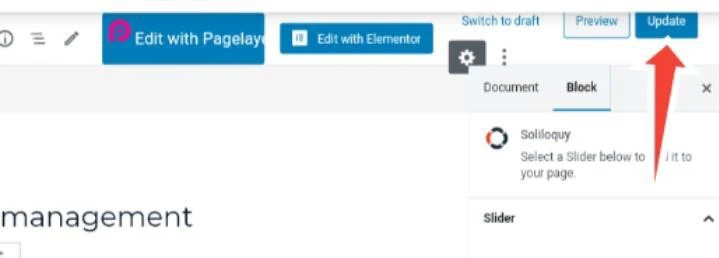 Switch to draft
Preview
Update
Edit with Pagelaye
Edit with Elementor
Document
Block
Soliloquy
Select a Slider below to it to
your page.
management
Slider